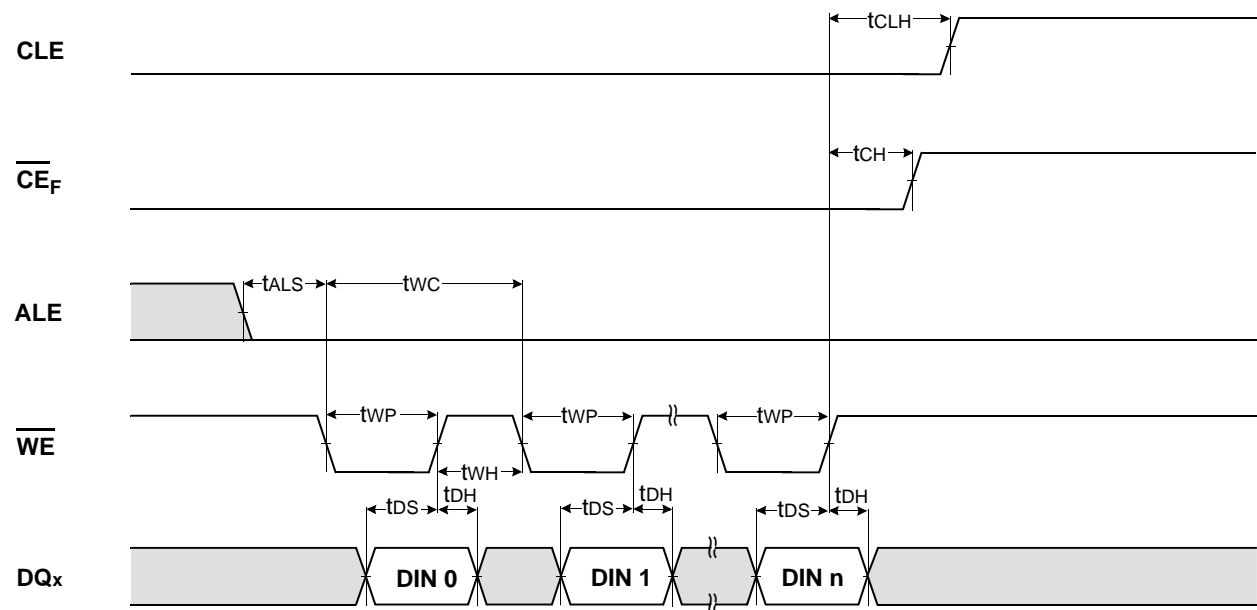 tCLH
CLE
tCH
CEF
tALS
tWC
ALE
tWP
tWP
tWP
WE
tWH
tDS
tDH
tDS
tDH
tDS
tDH
DQx
DIN 0
DIN 1
DIN n